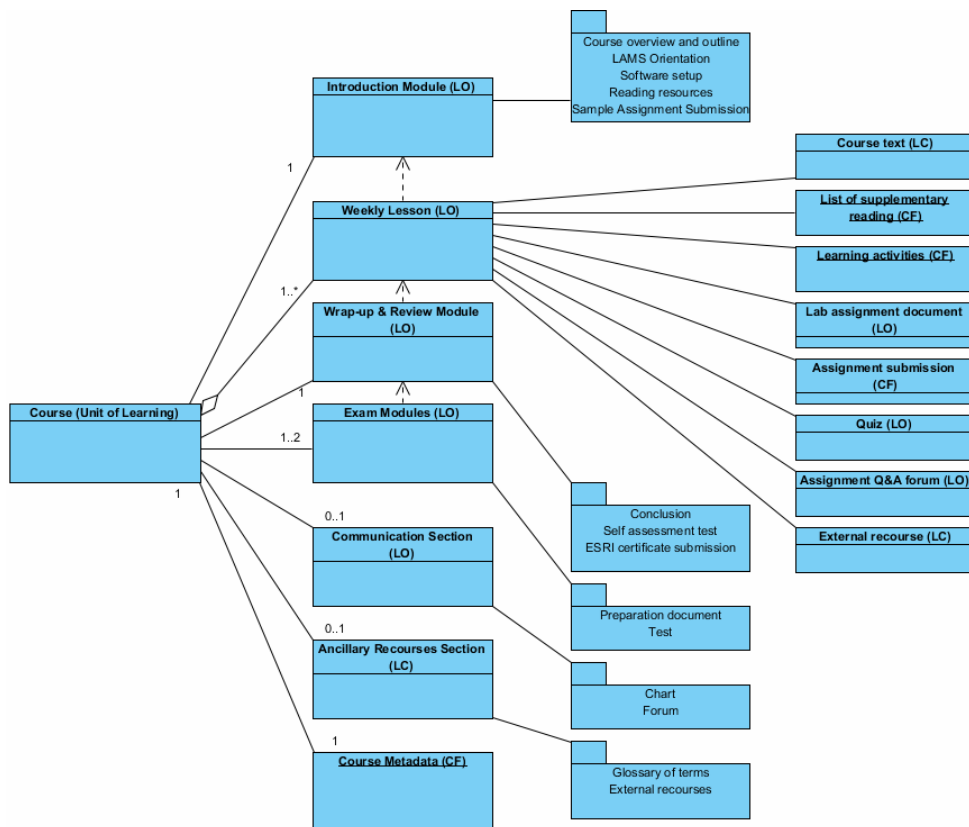 Course overview and outline
LAMS Orientation
Software setup
Reading resources
Sample Assignment Submission
Introduction Module (LO)
1
Course text (LC)
List of supplementary
reading (CF)
Weekly Lesson (LO)
Learning activities (CF)
1..*
Wrap-up & Review Module
(LO)
Lab assignment document
(LO)
Assignment submission
(CF)
1
Course (Unit of Learning)
Exam Modules (LO)
1..2
Quiz (LO)
Assignment Q&A forum (LO)
1
Conclusion
Self assessment test
ESRI certificate submission
0..1
Communication Section
(LO)
External recourse (LC)
Preparation document
Test
0..1
Ancillary Recourses Section
(LC)
Chart
Forum
1
Course Metadata (CF)
Glossary of terms
External recourses